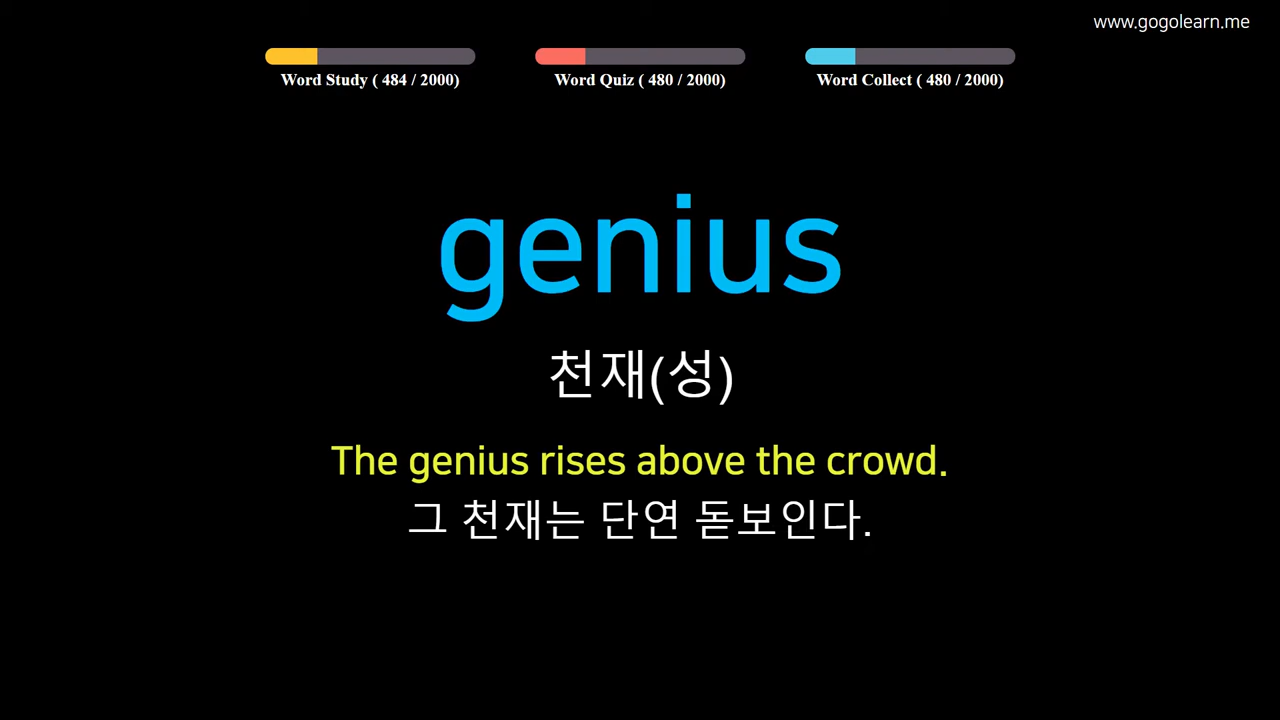 www.gogolearn.me
Word Study ( 484 / 2000)
Word Quiz ( 480 / 2000)
Word Collect ( 480 / 2000)
genius
천재(성)
The genius rises above the crowd.
그 천재는 단연 돋보인다.